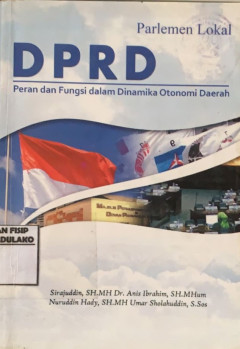 Parlemen Lokal
DPRD
Peran dan Fungsi dalam Dinamika Otonomi Daerah
AN FISIP
ADULAKO
Sirajuddin, SH,MH Dr. Anis Ibrahim, SH.MHum
Nuruddin Hady, SH,MH Umar Sholahuddin, S.Sos